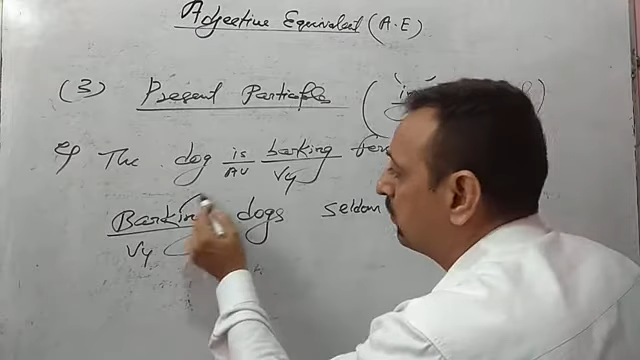 Adjective Equivalent (A.E)
(3) Present Participle (
Eg The dog is barking
AV V4
Barking dogs seldom
V4